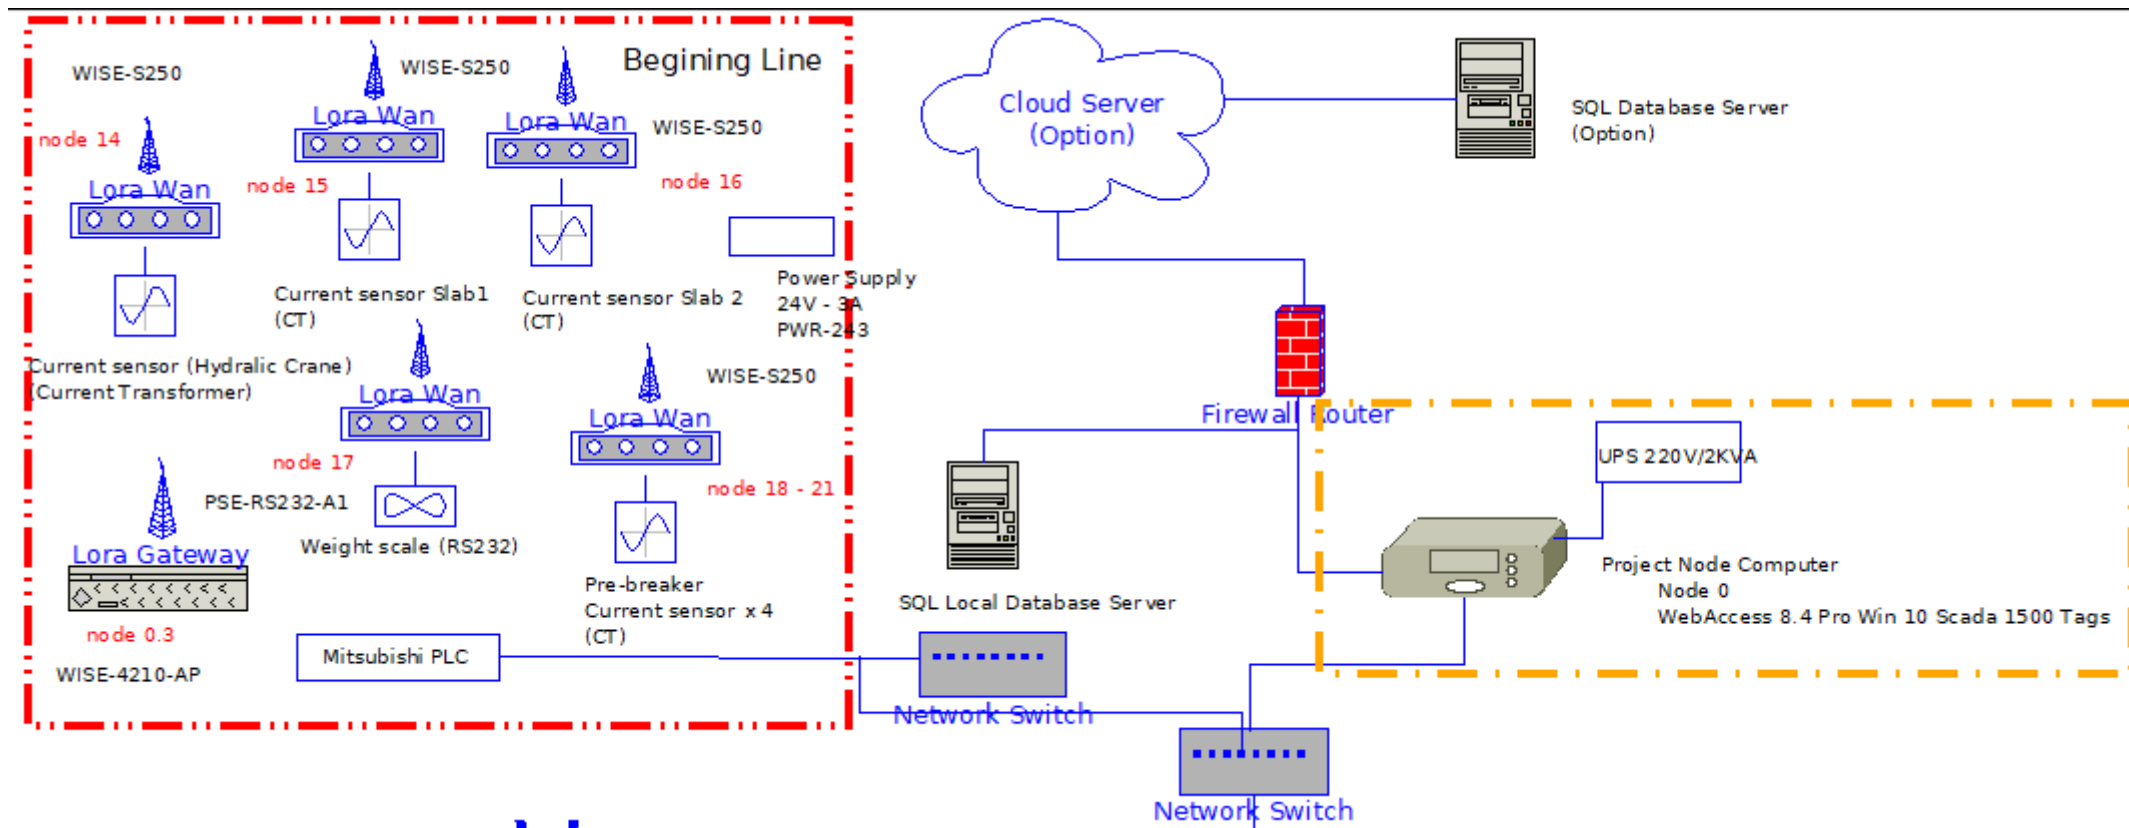 WISE-S250
WISE-S250
Begining Line
WISE-S250
node 14
Lora Wan
Lora Wan
Lora Wan
node 15
node 16
Current sensor (Hydralic Crane)
(Current Transformer)
Current sensor Slab1
(CT)
Current sensor Slab 2
(CT)
Power Supply
24V - 3A
PWR-243
Lora Wan
node 17
PSE-RS232-A1
Weight scale (RS232)
WISE-S250
Lora Wan
node 18 - 21
Pre-breaker
Current sensor x 4
(CT)
Lora Gateway
node 0.3
WISE-4210-AP
Mitsubishi PLC
Cloud Server
(Option)
SQL Database Server
(Option)
Firewall Router
SQL Local Database Server
Network Switch
UPS 220V/2KVA
Project Node Computer
Node 0
WebAccess 8.4 Pro Win 10 Scada 1500 Tags
Network Switch